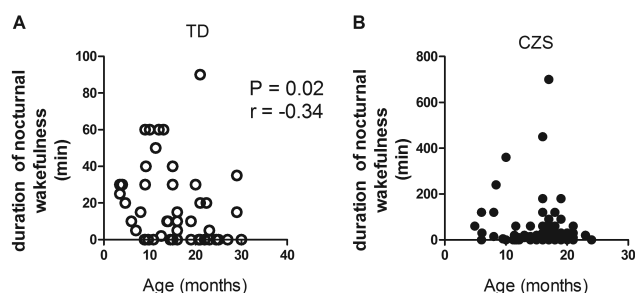 A
TD
duration of nocturnal
wakefulness
(min)
100
80
60
40
20
0
P = 0.02
r = -0.34
0
10
20
30
40
Age (months)
B
CZS
duration of nocturnal
wakefulness
(min)
800
600
400
200
0
0
10
20
30
Age (months)